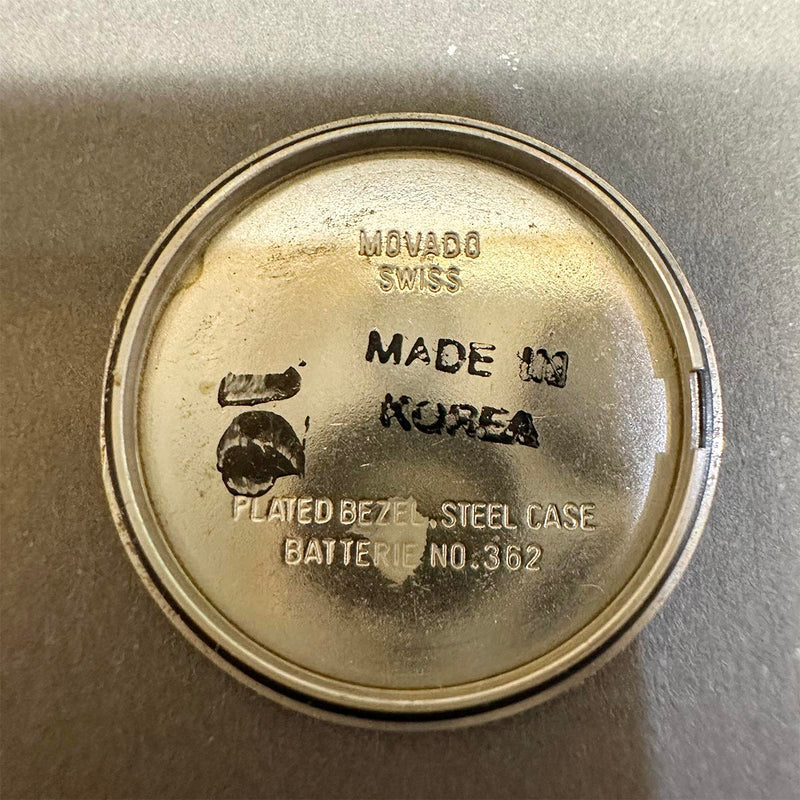 MOVADO
SWISS
MADE IN
KOREA
PLATED BEZEL, STEEL CASE
BATTERIE NO.362